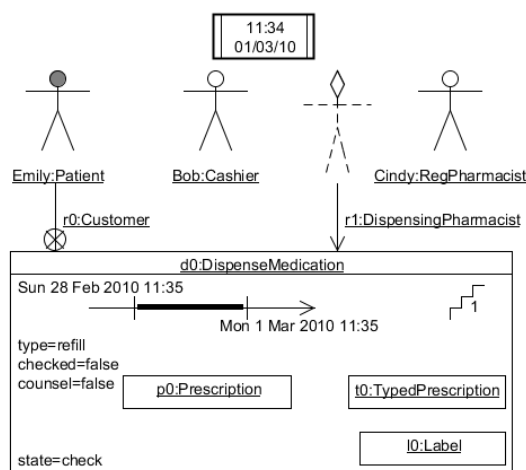 11:34
01/03/10
Emily:Patient
Bob:Cashier
Cindy:RegPharmacist
r0:Customer
r1:DispensingPharmacist
d0:DispenseMedication
Sun 28 Feb 2010 11:35
1
Mon 1 Mar 2010 11:35
type=refill
checked=false
counsel=false
p0:Prescription
t0:TypedPrescription
l0:Label
state=check